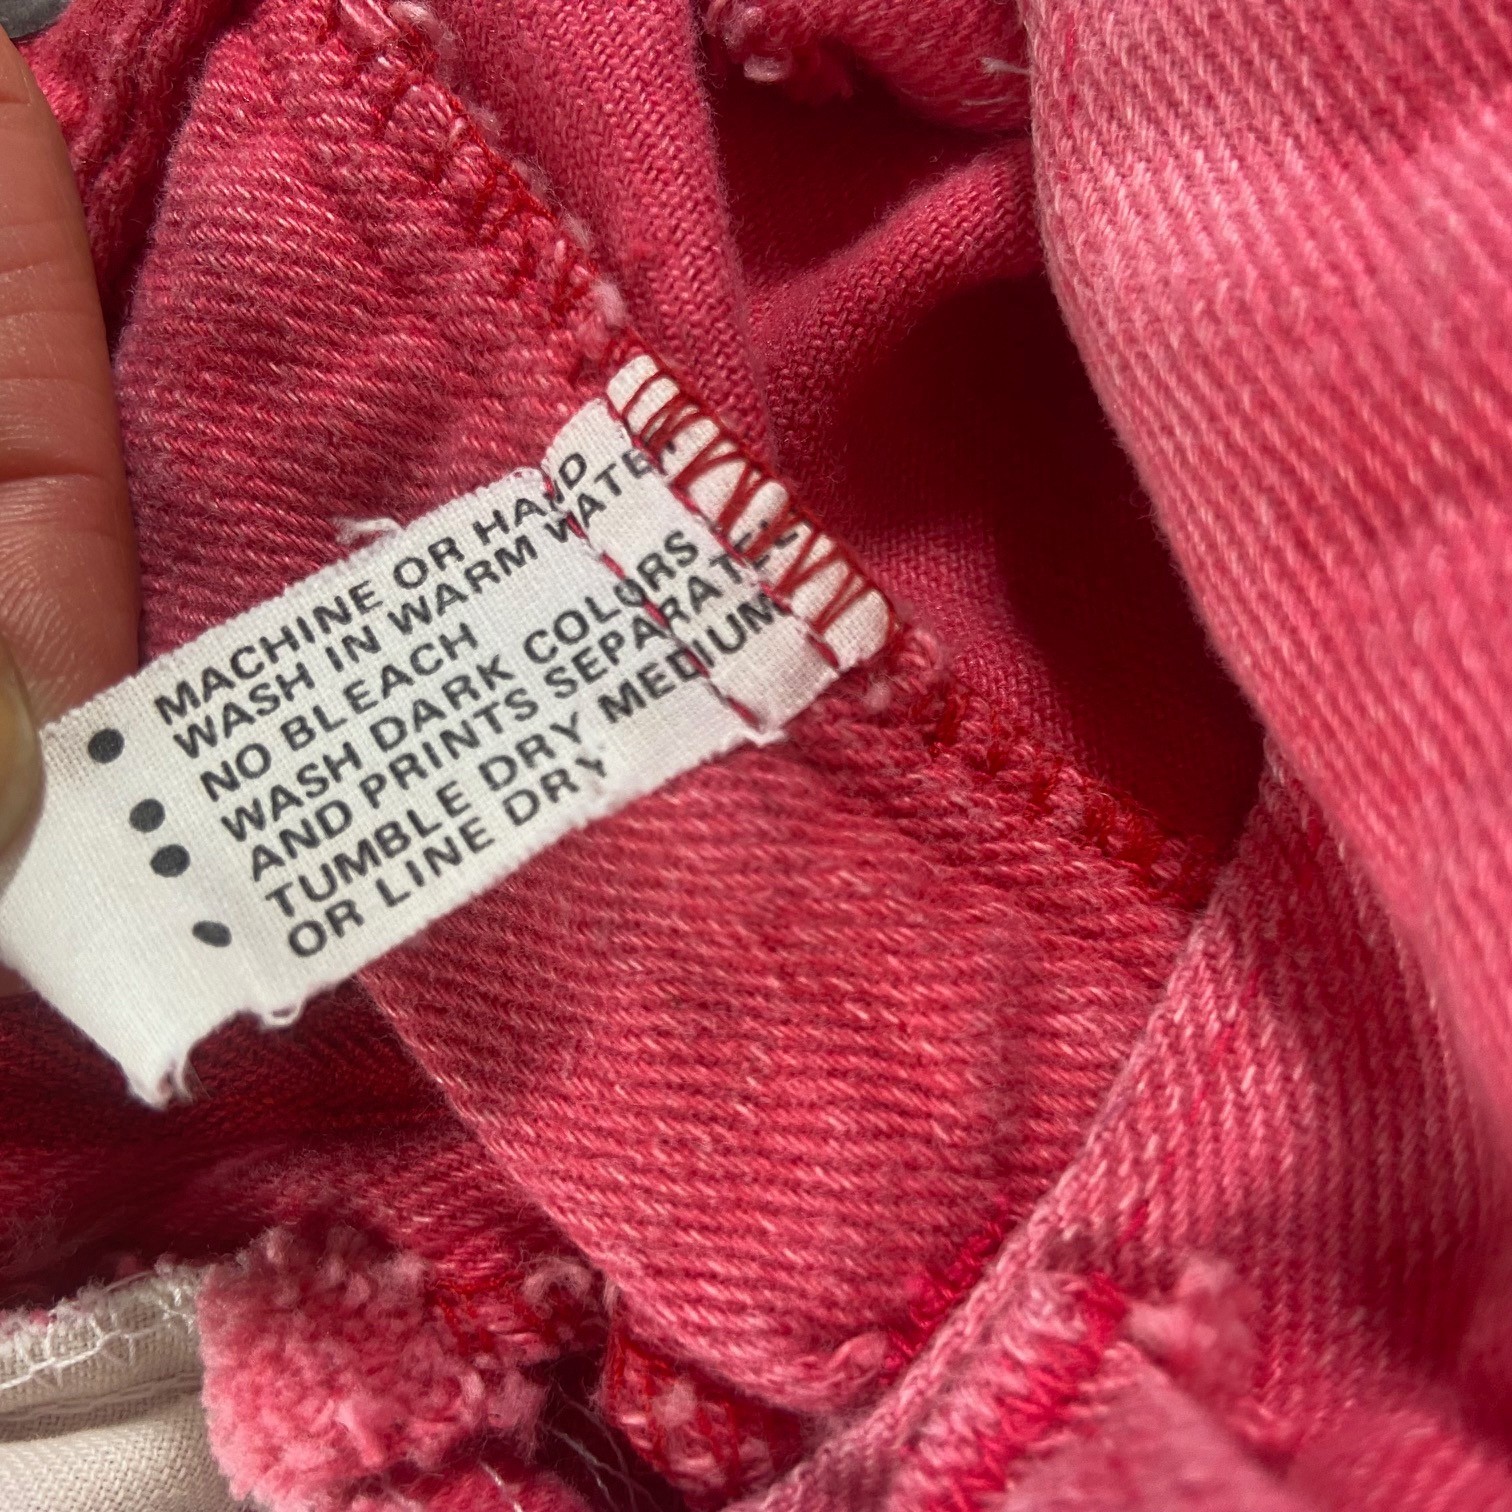 • MACHINE OR HAND
WASH IN WARM WATER
• NO BLEACH
• WASH DARK COLORS
AND PRINTS SEPARATELY
• TUMBLE DRY MEDIUM
OR LINE DRY